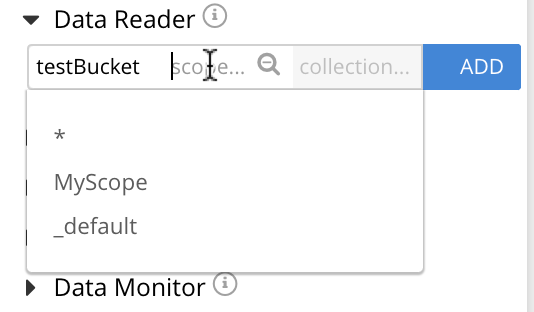 Data Reader
testBucket scope... collection... ADD
*
MyScope
_default
Data Monitor